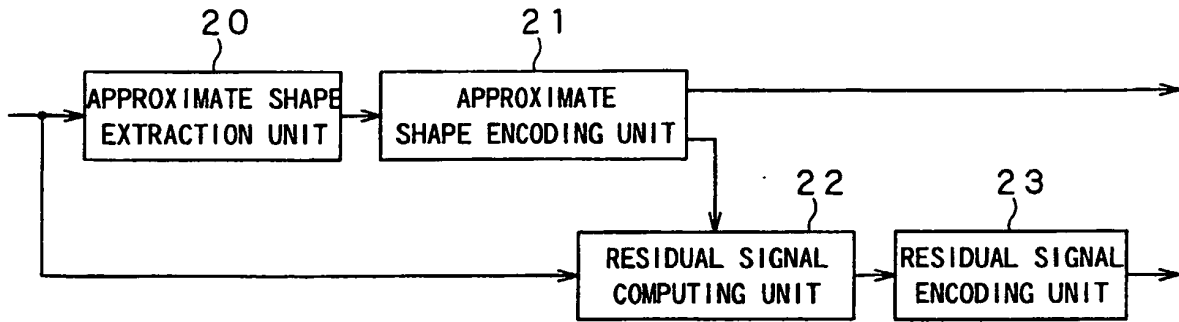 20
21
APPROXIMATE SHAPE
EXTRACTION UNIT
APPROXIMATE
SHAPE ENCODING UNIT
22
23
RESIDUAL SIGNAL
COMPUTING UNIT
RESIDUAL SIGNAL
ENCODING UNIT